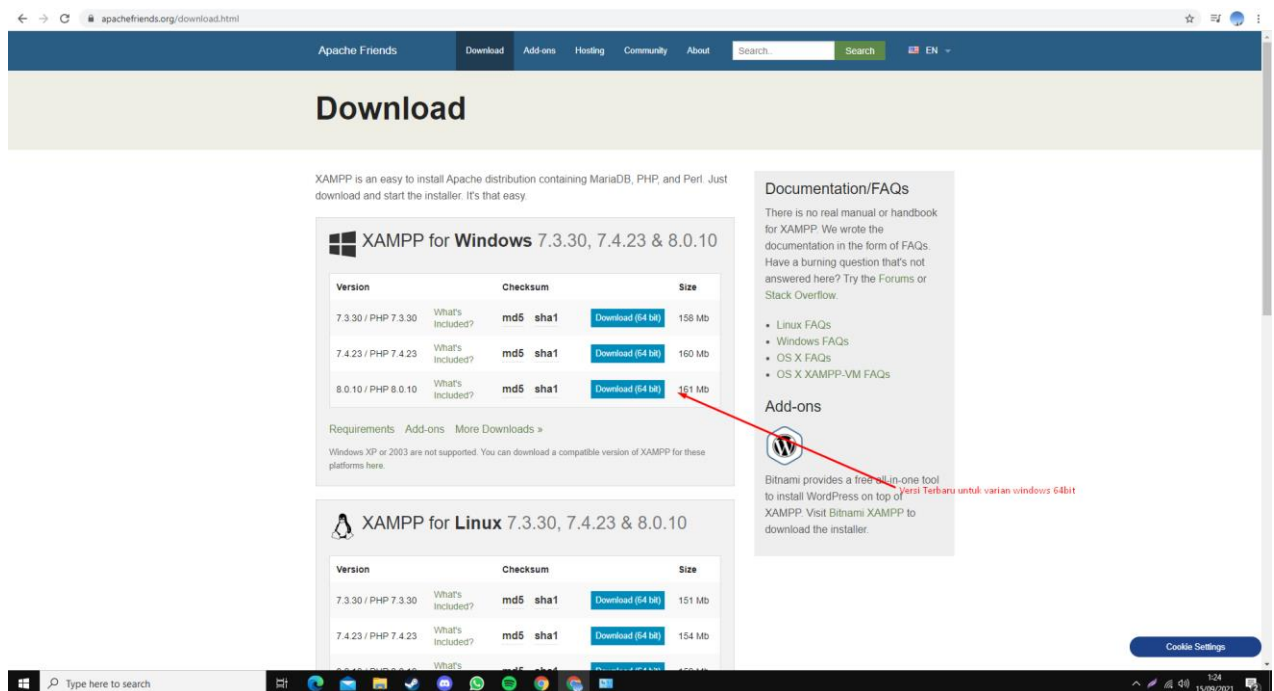 apachefriends.org/download.html
Apache Friends Download Add-ons Hosting Community About Search.. Search EN
Download
XAMPP is an easy to install Apache distribution containing MariaDB, PHP, and Perl. Just
download and start the installer. It's that easy.
XAMPP for Windows 7.3.30, 7.4.23 & 8.0.10
Version Checksum Size
7.3.30 / PHP 7.3.30 What's Included? md5 sha1 Download (64 bit) 158 Mb
7.4.23 / PHP 7.4.23 What's Included? md5 sha1 Download (64 bit) 160 Mb
8.0.10 / PHP 8.0.10 What's Included? md5 sha1 Download (64 bit) 161 Mb
Requirements Add-ons More Downloads »
Windows XP or 2003 are not supported. You can download a compatible version of XAMPP for these
platforms here.
XAMPP for Linux 7.3.30, 7.4.23 & 8.0.10
Version Checksum Size
7.3.30 / PHP 7.3.30 What's Included? md5 sha1 Download (64 bit) 151 Mb
7.4.23 / PHP 7.4.23 What's Included? md5 sha1 Download (64 bit) 154 Mb
What's
Documentation/FAQs
There is no real manual or handbook
for XAMPP. We wrote the
documentation in the form of FAQs.
Have a burning question that's not
answered here? Try the Forums or
Stack Overflow.
• Linux FAQs
• Windows FAQs
• OS X FAQs
• OS X XAMPP-VM FAQs
Add-ons
Bitnami provides a free all-in-one tool
to install WordPress on top of
XAMPP. Visit Bitnami XAMPP to
download the installer.
Versi Terbaru untuk varian windows 64bit
Cookie Settings
Type here to search
1:24
15/09/2021